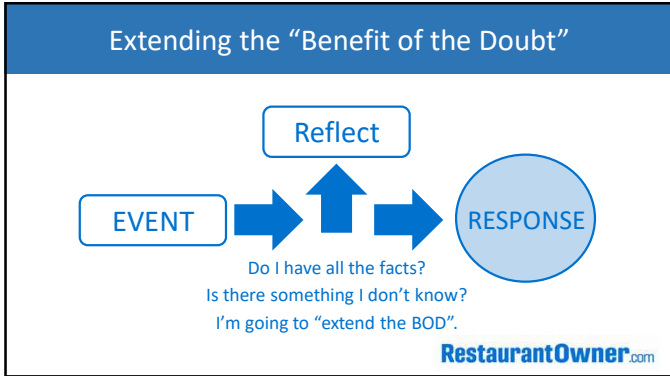 Extending the “Benefit of the Doubt”
Reflect
EVENT
RESPONSE
Do I have all the facts?
Is there something I don’t know?
I’m going to “extend the BOD”.
RestaurantOwner.com